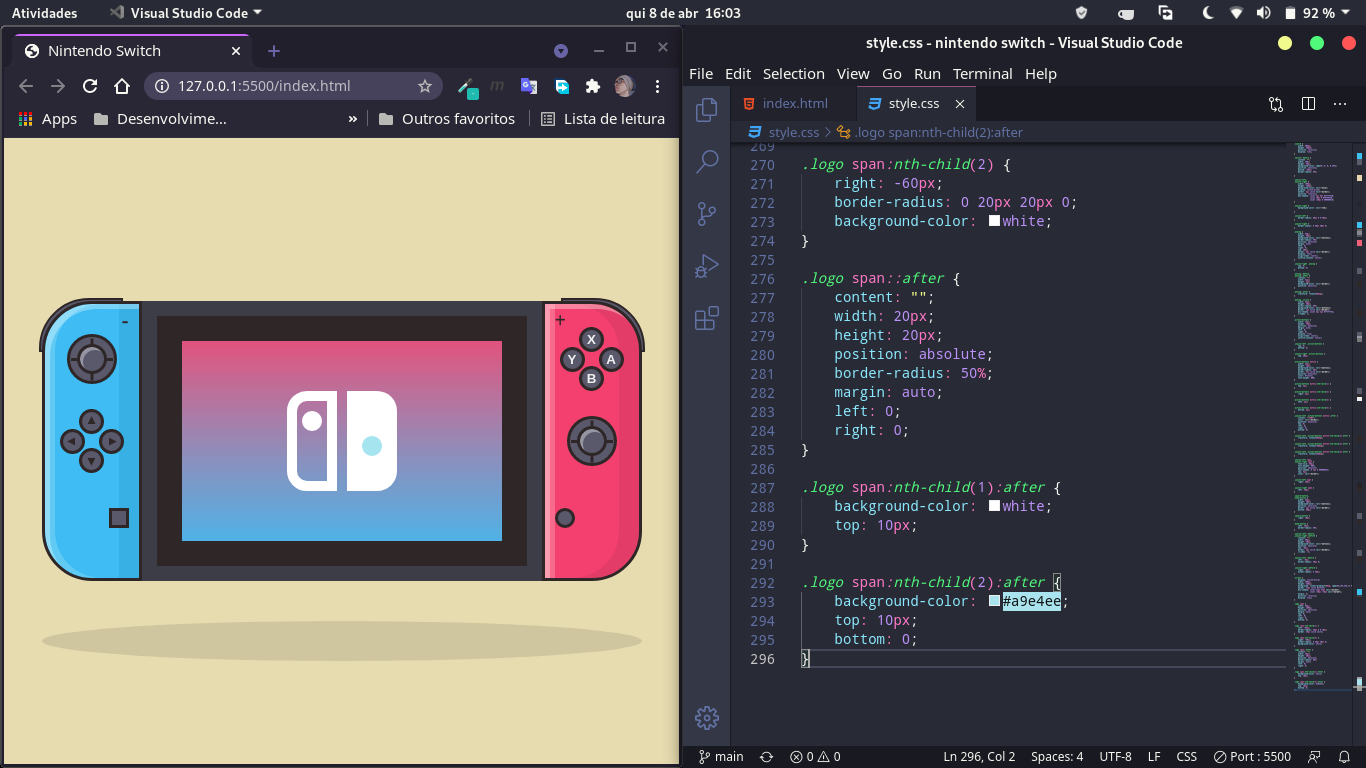 Atividades
Visual Studio Code
qui 8 de abr 16:03
92 %
Nintendo Switch
127.0.0.1:5500/index.html
Apps
Desenvolvime...
»
Outros favoritos
Lista de leitura
-
+
X
Y
A
B
style.css - nintendo switch - Visual Studio Code
File Edit Selection View Go Run Terminal Help
index.html
style.css
style.css > .logo span:nth-child(2):after
269
270 .logo span:nth-child(2) {
271 right: -60px;
272 border-radius: 0 20px 20px 0;
273 background-color: white;
274 }
275
276 .logo span::after {
277 content: "";
278 width: 20px;
279 height: 20px;
280 position: absolute;
281 border-radius: 50%;
282 margin: auto;
283 left: 0;
284 right: 0;
285 }
286
287 .logo span:nth-child(1):after {
288 background-color: white;
289 top: 10px;
290 }
291
292 .logo span:nth-child(2):after {
293 background-color: #a9e4ee;
294 top: 10px;
295 bottom: 0;
296 }
main
0
0
Ln 296, Col 2
Spaces: 4
UTF-8
LF
CSS
Port : 5500